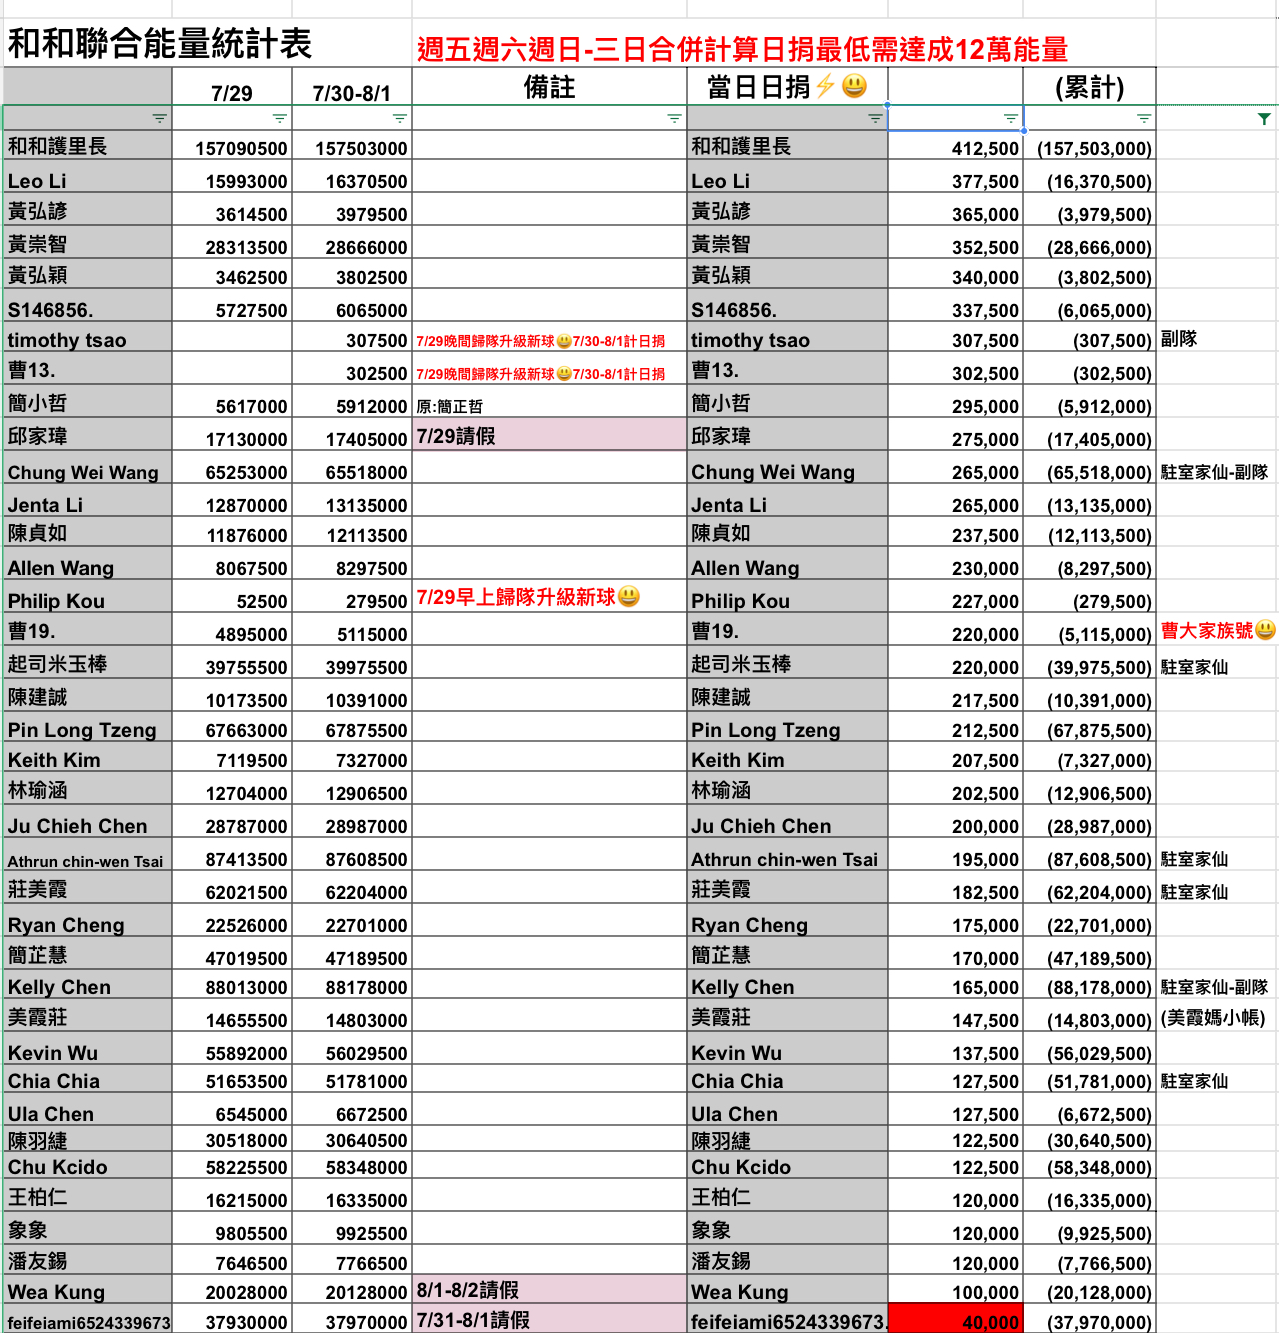 和和聯合能量統計表 週五週六週日-三日合併計算日捐最低需達成12萬能量
7/29 7/30-8/1 備註 當日日捐⚡😃 (累計)
和和護里長 157090500 157503000 和和護里長 412,500 (157,503,000)
Leo Li 15993000 16370500 Leo Li 377,500 (16,370,500)
黃弘諺 3614500 3979500 黃弘諺 365,000 (3,979,500)
黃崇智 28313500 28666000 黃崇智 352,500 (28,666,000)
黃弘穎 3462500 3802500 黃弘穎 340,000 (3,802,500)
S146856. 5727500 6065000 S146856. 337,500 (6,065,000)
timothy tsao 307500 7/29晚間歸隊升級新球😃7/30-8/1計日捐 timothy tsao 307,500 (307,500) 副隊
曹13. 302500 7/29晚間歸隊升級新球😃7/30-8/1計日捐 曹13. 302,500 (302,500)
簡小哲 5617000 5912000 原:簡正哲 簡小哲 295,000 (5,912,000)
邱家瑋 17130000 17405000 7/29請假 邱家瑋 275,000 (17,405,000)
Chung Wei Wang 65253000 65518000 Chung Wei Wang 265,000 (65,518,000) 駐室家仙-副隊
Jenta Li 12870000 13135000 Jenta Li 265,000 (13,135,000)
陳貞如 11876000 12113500 陳貞如 237,500 (12,113,500)
Allen Wang 8067500 8297500 Allen Wang 230,000 (8,297,500)
Philip Kou 52500 279500 7/29早上歸隊升級新球😃 Philip Kou 227,000 (279,500)
曹19. 4895000 5115000 曹19. 220,000 (5,115,000) 曹大家族號😃
起司米玉棒 39755500 39975500 起司米玉棒 220,000 (39,975,500) 駐室家仙
陳建誠 10173500 10391000 陳建誠 217,500 (10,391,000)
Pin Long Tzeng 67663000 67875500 Pin Long Tzeng 212,500 (67,875,500)
Keith Kim 7119500 7327000 Keith Kim 207,500 (7,327,000)
林瑜涵 12704000 12906500 林瑜涵 202,500 (12,906,500)
Ju Chieh Chen 28787000 28987000 Ju Chieh Chen 200,000 (28,987,000)
Athrun chin-wen Tsai 87413500 87608500 Athrun chin-wen Tsai 195,000 (87,608,500) 駐室家仙
莊美霞 62021500 62204000 莊美霞 182,500 (62,204,000) 駐室家仙
Ryan Cheng 22526000 22701000 Ryan Cheng 175,000 (22,701,000)
簡芷慧 47019500 47189500 簡芷慧 170,000 (47,189,500)
Kelly Chen 88013000 88178000 Kelly Chen 165,000 (88,178,000) 駐室家仙-副隊
美霞莊 14655500 14803000 美霞莊 147,500 (14,803,000) (美霞媽小帳)
Kevin Wu 55892000 56029500 Kevin Wu 137,500 (56,029,500)
Chia Chia 51653500 51781000 Chia Chia 127,500 (51,781,000) 駐室家仙
Ula Chen 6545000 6672500 Ula Chen 127,500 (6,672,500)
陳羽緁 30518000 30640500 陳羽緁 122,500 (30,640,500)
Chu Kcido 58225500 58348000 Chu Kcido 122,500 (58,348,000)
王柏仁 16215000 16335000 王柏仁 120,000 (16,335,000)
象象 9805500 9925500 象象 120,000 (9,925,500)
潘友錫 7646500 7766500 潘友錫 120,000 (7,766,500)
Wea Kung 20028000 20128000 8/1-8/2請假 Wea Kung 100,000 (20,128,000)
feifeiami6524339673 37930000 37970000 7/31-8/1請假 feifeiami6524339673. 40,000 (37,970,000)